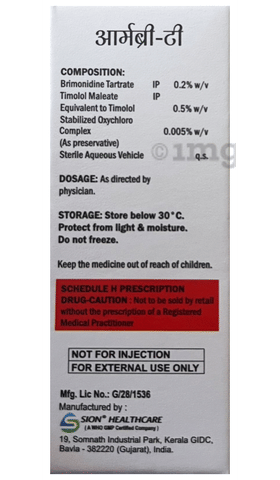 आर्मब्री-टी
COMPOSITION:
Brimonidine Tartrate IP 0.2% w/v
Timolol Maleate IP
Equivalent to Timolol 0.5% w/v
Stabilized Oxychloro
Complex 0.005% w/v
(As preservative)
Sterile Aqueous Vehicle q.s.
© 1mg
DOSAGE: As directed by
physician.
STORAGE: Store below 30°C.
Protect from light & moisture.
Do not freeze.
Keep the medicine out of reach of children.
SCHEDULE H PRESCRIPTION
DRUG-CAUTION : Not to be sold by retail
without the prescription of a Registered
Medical Practitioner
NOT FOR INJECTION
FOR EXTERNAL USE ONLY
Mfg. Lic No.: G/28/1536
Manufactured by :
SION® HEALTHCARE
( A WHO GMP Certified Company )
19, Somnath Industrial Park, Kerala GIDC,
Bavla - 382220 (Gujarat), India.